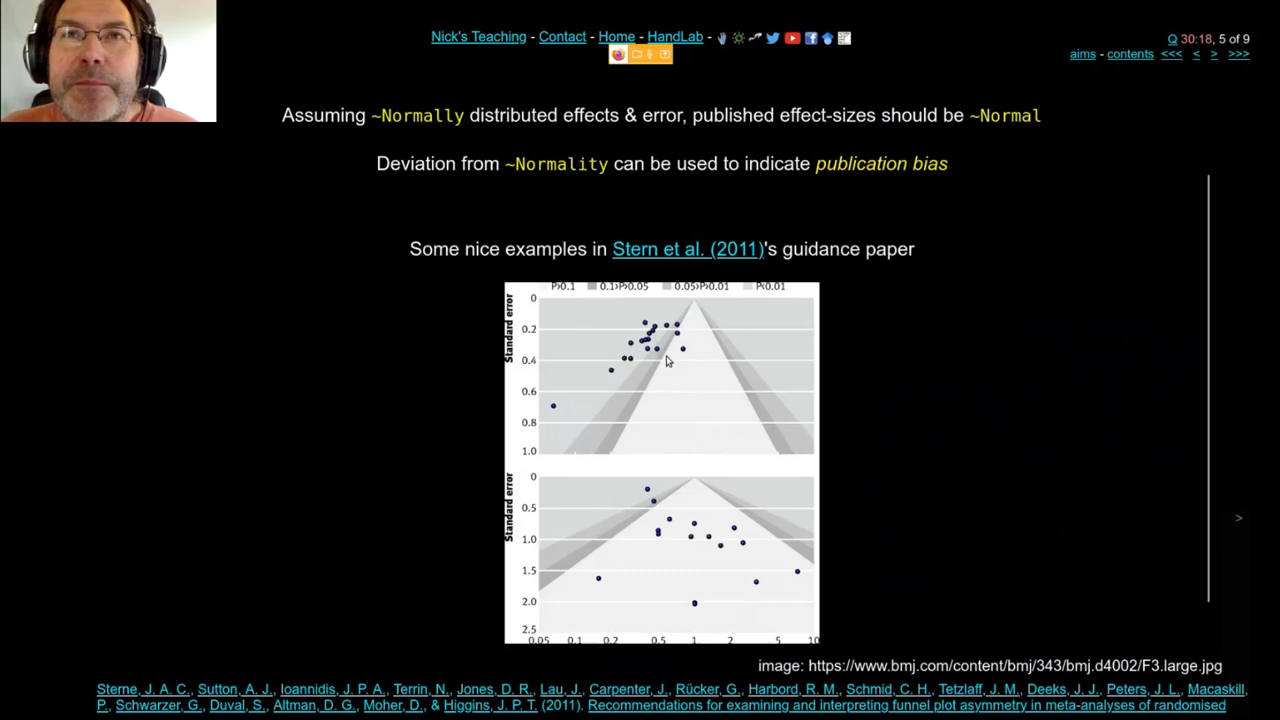 Nick's Teaching - Contact - Home - HandLab -
Q 30:18, 5 of 9
aims - contents <<< < > >>>
Assuming ~Normally distributed effects & error, published effect-sizes should be ~Normal
Deviation from ~Normality can be used to indicate publication bias
Some nice examples in Stern et al. (2011)'s guidance paper
P>0.1 0.1>P>0.05 0.05>P>0.01 P<0.01
Standard error
0
0.2
0.4
0.6
0.8
1.0
Standard error
0
0.5
1.0
1.5
2.0
2.5
0.05 0.1 0.2 0.5 1 2 5 10
>
image: https://www.bmj.com/content/bmj/343/bmj.d4002/F3.large.jpg
Sterne, J. A. C., Sutton, A. J., Ioannidis, J. P. A., Terrin, N., Jones, D. R., Lau, J., Carpenter, J., Rücker, G., Harbord, R. M., Schmid, C. H., Tetzlaff, J. M., Deeks, J. J., Peters, J. L., Macaskill,
P., Schwarzer, G., Duval, S., Altman, D. G., Moher, D., & Higgins, J. P. T. (2011). Recommendations for examining and interpreting funnel plot asymmetry in meta-analyses of randomised